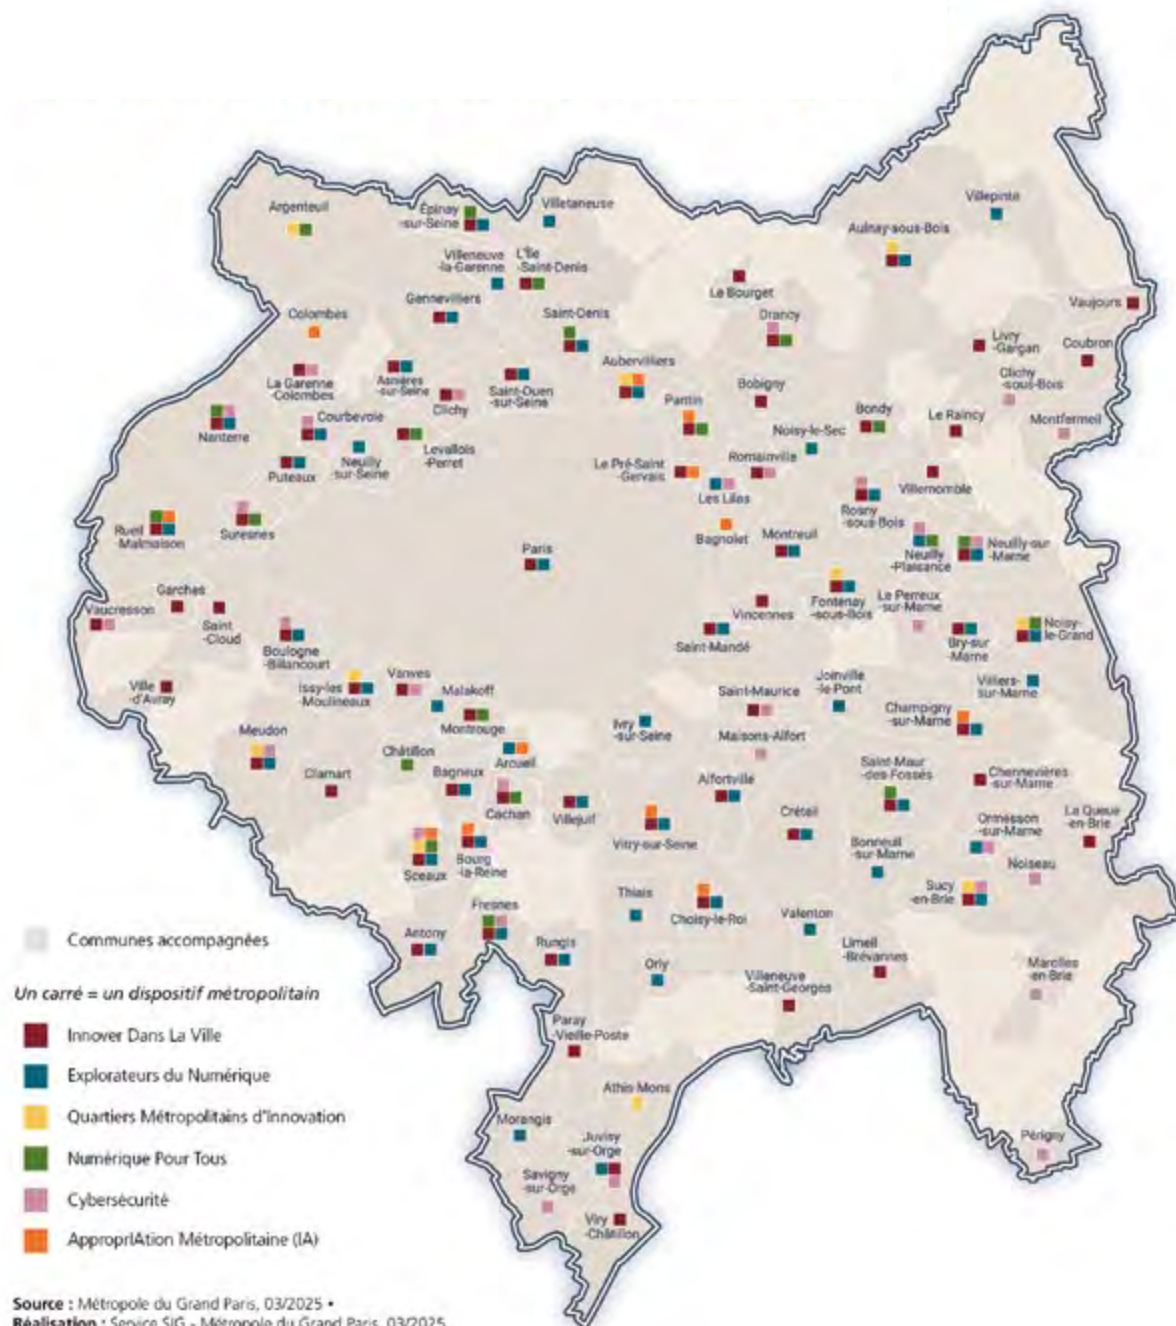 Villepinte
Argenteuil
Épinay
-sur-Seine
Villetaneuse
Aulnay-sous-Bois
Villeneuve
-la-Garenne
L'Île
-Saint-Denis
Le Bourget
Gennevilliers
Vaujours
Colombes
Saint-Denis
Drancy
Livry
-Gargan
Coubron
La Garenne
-Colombes
Asnières
-sur-Seine
Clichy
Saint-Ouen
-sur-Seine
Aubervilliers
Bobigny
Clichy
-sous-Bois
Pantin
Bondy
Le Raincy
Montfermeil
Nanterre
Courbevoie
Noisy-le-Sec
Puteaux
Neuilly
-sur-Seine
Levallois
-Perret
Le Pré-Saint
-Gervais
Romainville
Les Lilas
Villemomble
Rosny
-sous-Bois
Rueil
-Malmaison
Suresnes
Bagnolet
Montreuil
Neuilly
-Plaisance
Neuilly-sur
-Marne
Paris
Garches
Vaucresson
Saint
-Cloud
Vincennes
Fontenay
-sous-Bois
Le Perreux
-sur-Marne
Noisy-
le-Grand
Boulogne
-Billancourt
Saint-Mandé
Bry-sur
-Marne
Ville
-d'Avray
Issy-les
-Moulineaux
Vanves
Malakoff
Joinville
-le-Pont
Villiers-
sur-Marne
Saint-Maurice
Champigny
-sur-Marne
Meudon
Montrouge
Ivry
-sur-Seine
Maisons-Alfort
Clamart
Châtillon
Bagneux
Arcueil
Saint-Maur
-des-Fossés
Chennevières
-sur-Marne
Alfortville
Cachan
Villejuif
Créteil
Ormesson
-sur-Marne
La Queue
-en-Brie
Sceaux
Bourg
-la-Reine
Vitry-sur-Seine
Bonneuil
-sur-Marne
Noiseau
Sucy
-en-Brie
Thiais
Choisy-le-Roi
Fresnes
Valenton
Antony
Rungis
Limeil
-Brévannes
Orly
Villeneuve
-Saint-Georges
Marolles
-en-Brie
Paray
-Vieille-Poste
Athis-Mons
Morangis
Juvisy
-sur-Orge
Périgny
Savigny
-sur-Orge
Viry
-Châtillon
Communes accompagnées
Un carré = un dispositif métropolitain
Innover Dans La Ville
Explorateurs du Numérique
Quartiers Métropolitains d'Innovation
Numérique Pour Tous
Cybersécurité
AppropriAtion Métropolitaine (IA)
Source : Métropole du Grand Paris, 03/2025 •
Réalisation : Service SIG - Métropole du Grand Paris, 03/2025